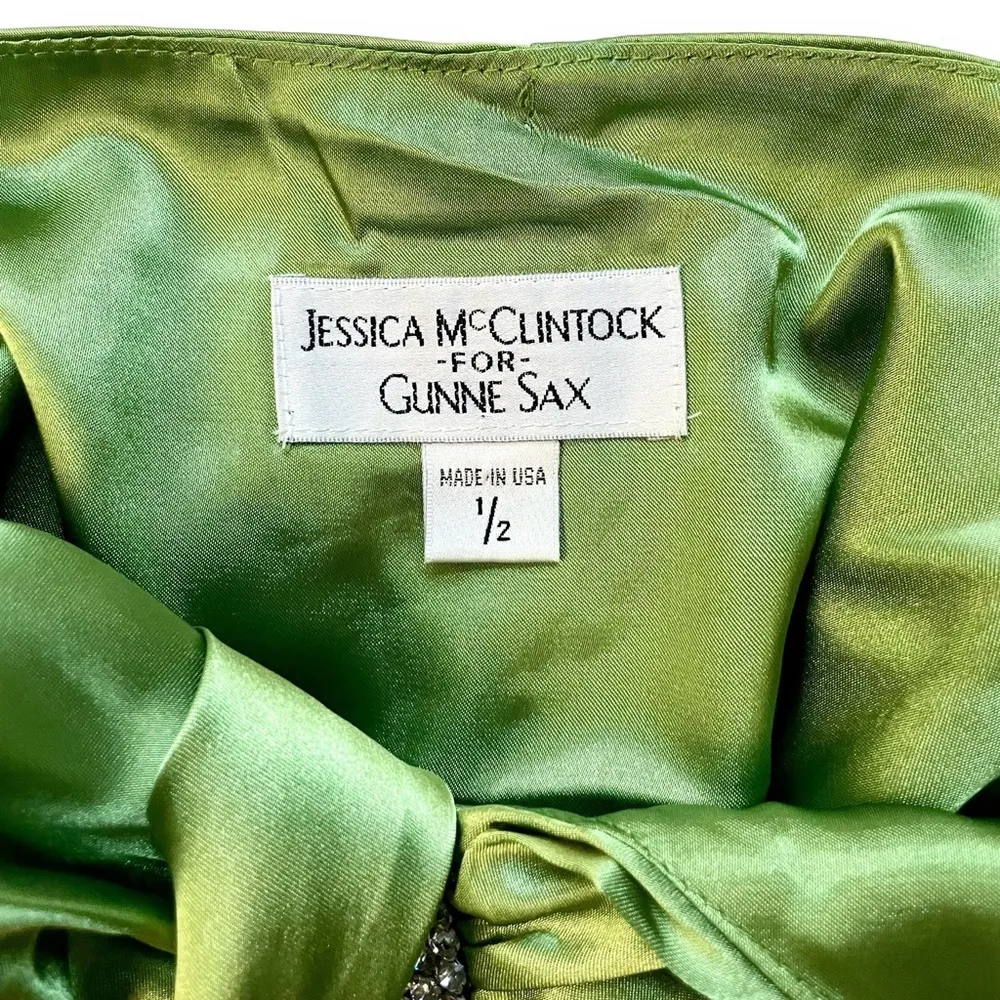 JESSICA MCCLINTOCK
-FOR-
GUNNE SAX
MADE IN USA
1/2